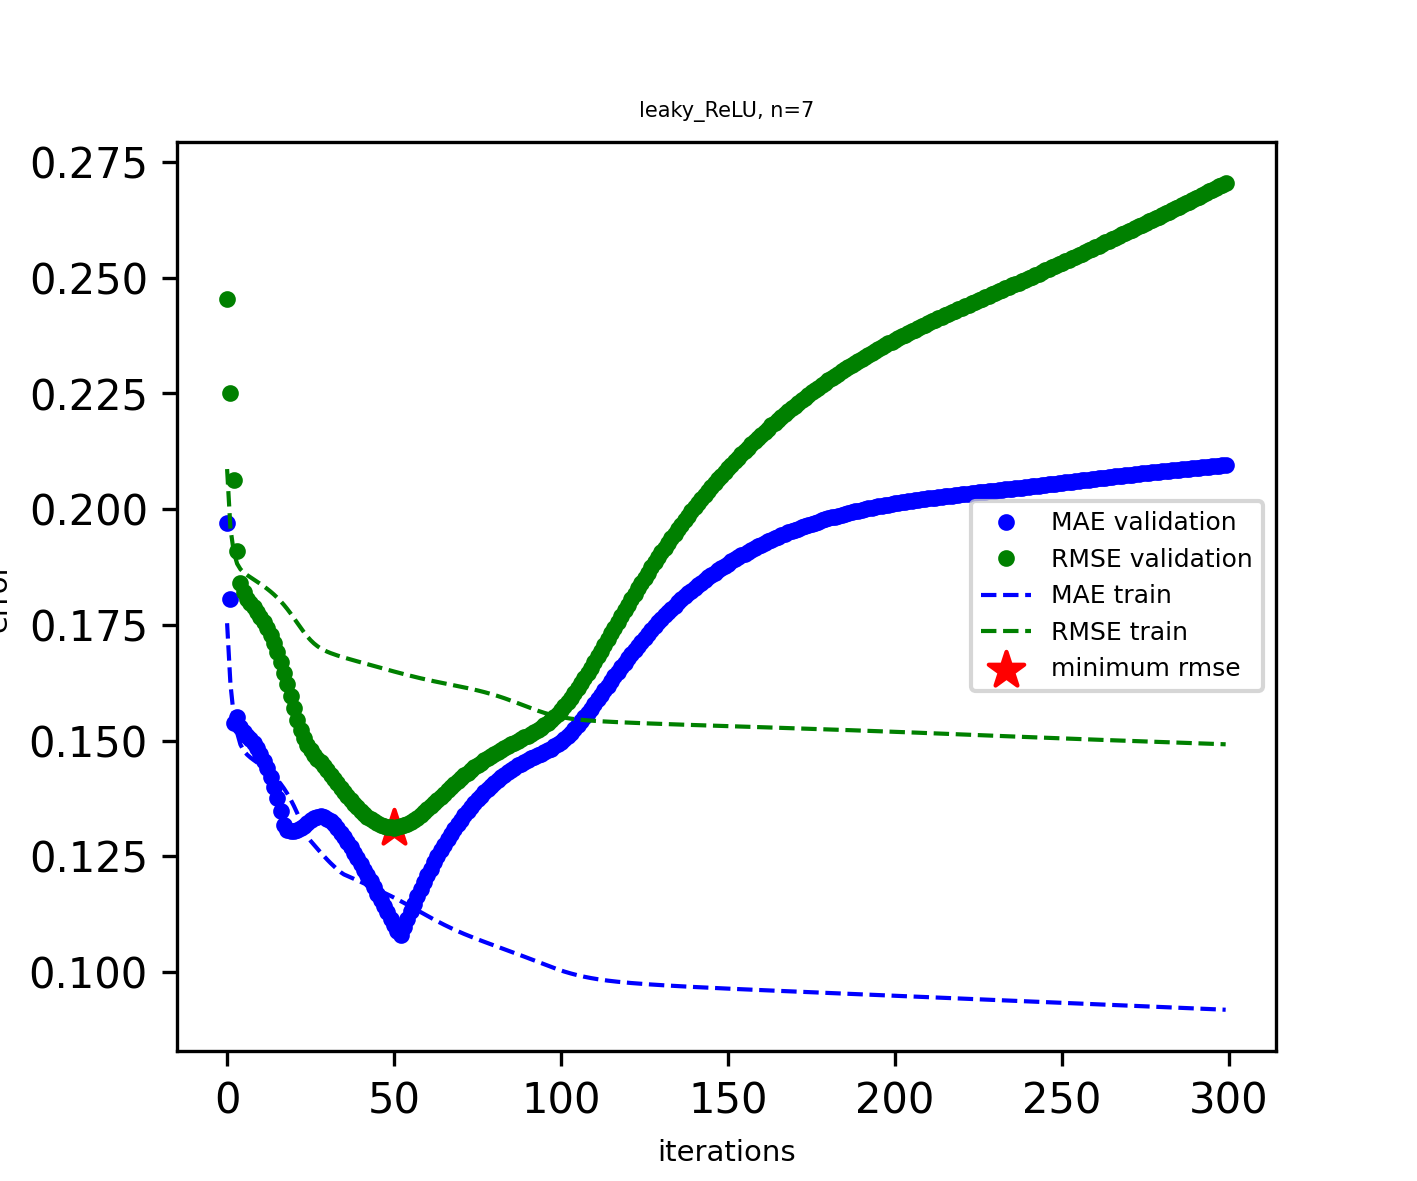 leaky_ReLU, n=7
0.275
0.250
0.225
0.200
0.175
0.150
0.125
0.100
MAE validation
RMSE validation
MAE train
RMSE train
minimum rmse
0 50 100 150 200 250 300
iterations